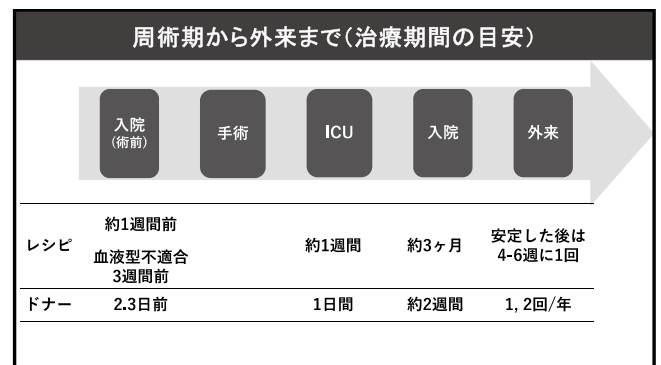 周術期から外来まで(治療期間の目安)
入院
(術前)
手術
ICU
入院
外来
レシピ
約1週間前
血液型不適合
3週間前
約1週間
約3ヶ月
安定した後は
4-6週に1回
ドナー
2.3日前
1日間
約2週間
1, 2回/年